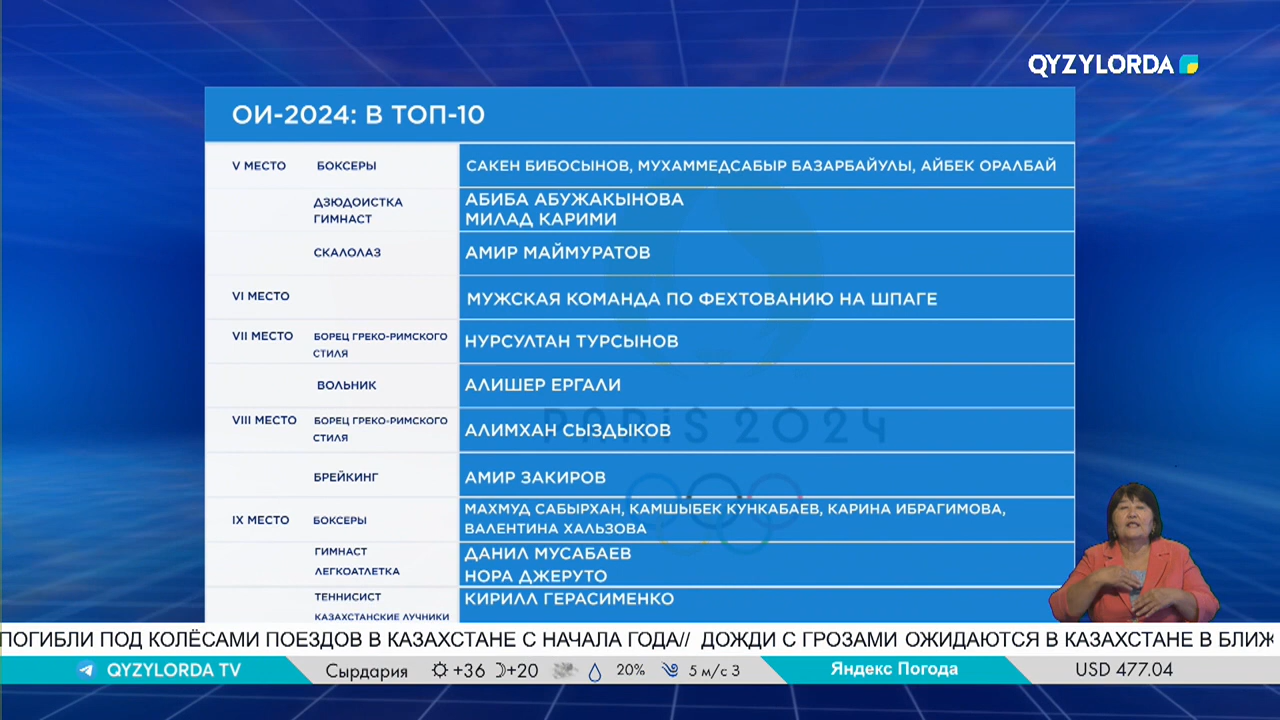 QYZYLORDA
ОИ-2024: В ТОП-10
V МЕСТО БОКСЕРЫ САКЕН БИБОСЫНОВ, МУХАММЕДСАБЫР БАЗАРБАЙУЛЫ, АЙБЕК ОРАЛБАЙ
ДЗЮДОИСТКА АБИБА АБУЖАКЫНОВА
ГИМНАСТ МИЛАД КАРИМИ
СКАЛОЛАЗ АМИР МАЙМУРАТОВ
VI МЕСТО МУЖСКАЯ КОМАНДА ПО ФЕХТОВАНИЮ НА ШПАГЕ
VII МЕСТО БОРЕЦ ГРЕКО-РИМСКОГО
СТИЛЯ НУРСУЛТАН ТУРСЫНОВ
ВОЛЬНИК АЛИШЕР ЕРГАЛИ
PARIS 2024
VIII МЕСТО БОРЕЦ ГРЕКО-РИМСКОГО
СТИЛЯ АЛИМХАН СЫЗДЫКОВ
БРЕЙКИНГ АМИР ЗАКИРОВ
IX МЕСТО БОКСЕРЫ МАХМУД САБЫРХАН, КАМШЫБЕК КУНКАБАЕВ, КАРИНА ИБРАГИМОВА,
ВАЛЕНТИНА ХАЛЬЗОВА
ГИМНАСТ ДАНИЛ МУСАБАЕВ
ЛЕГКОАТЛЕТКА НОРА ДЖЕРУТО
ТЕННИСИСТ КИРИЛЛ ГЕРАСИМЕНКО
КАЗАХСТАНСКИЕ ЛУЧНИКИ
ПОГИБЛИ ПОД КОЛЁСАМИ ПОЕЗДОВ В КАЗАХСТАНЕ С НАЧАЛА ГОДА// ДОЖДИ С ГРОЗАМИ ОЖИДАЮТСЯ В КАЗАХСТАНЕ В БЛИЖ
QYZYLORDA TV Сырдария +36 +20 20% 5 м/с З Яндекс Погода USD 477.04